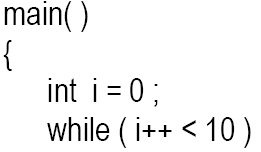 main( )
{
int i = 0 ;
while ( i++ < 10 )